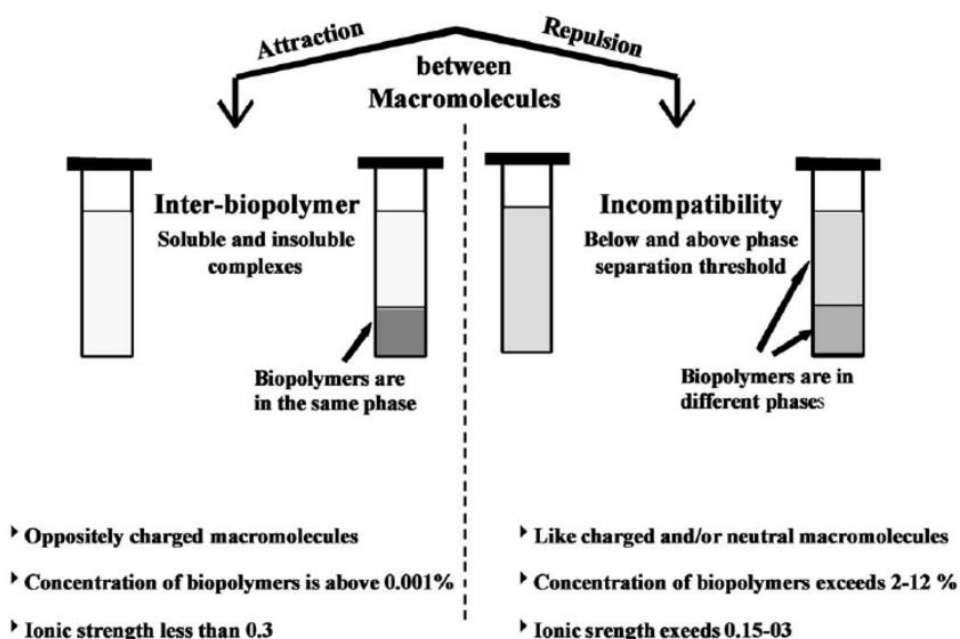 Attraction
Repulsion
between
Macromolecules
Inter-biopolymer
Soluble and insoluble
complexes
Biopolymers are
in the same phase
Incompatibility
Below and above phase
separation threshold
Biopolymers are in
different phases
‣ Oppositely charged macromolecules
‣ Concentration of biopolymers is above 0.001%
‣ Ionic strength less than 0.3
‣ Like charged and/or neutral macromolecules
‣ Concentration of biopolymers exceeds 2-12 %
‣ Ionic srength exceeds 0.15-03